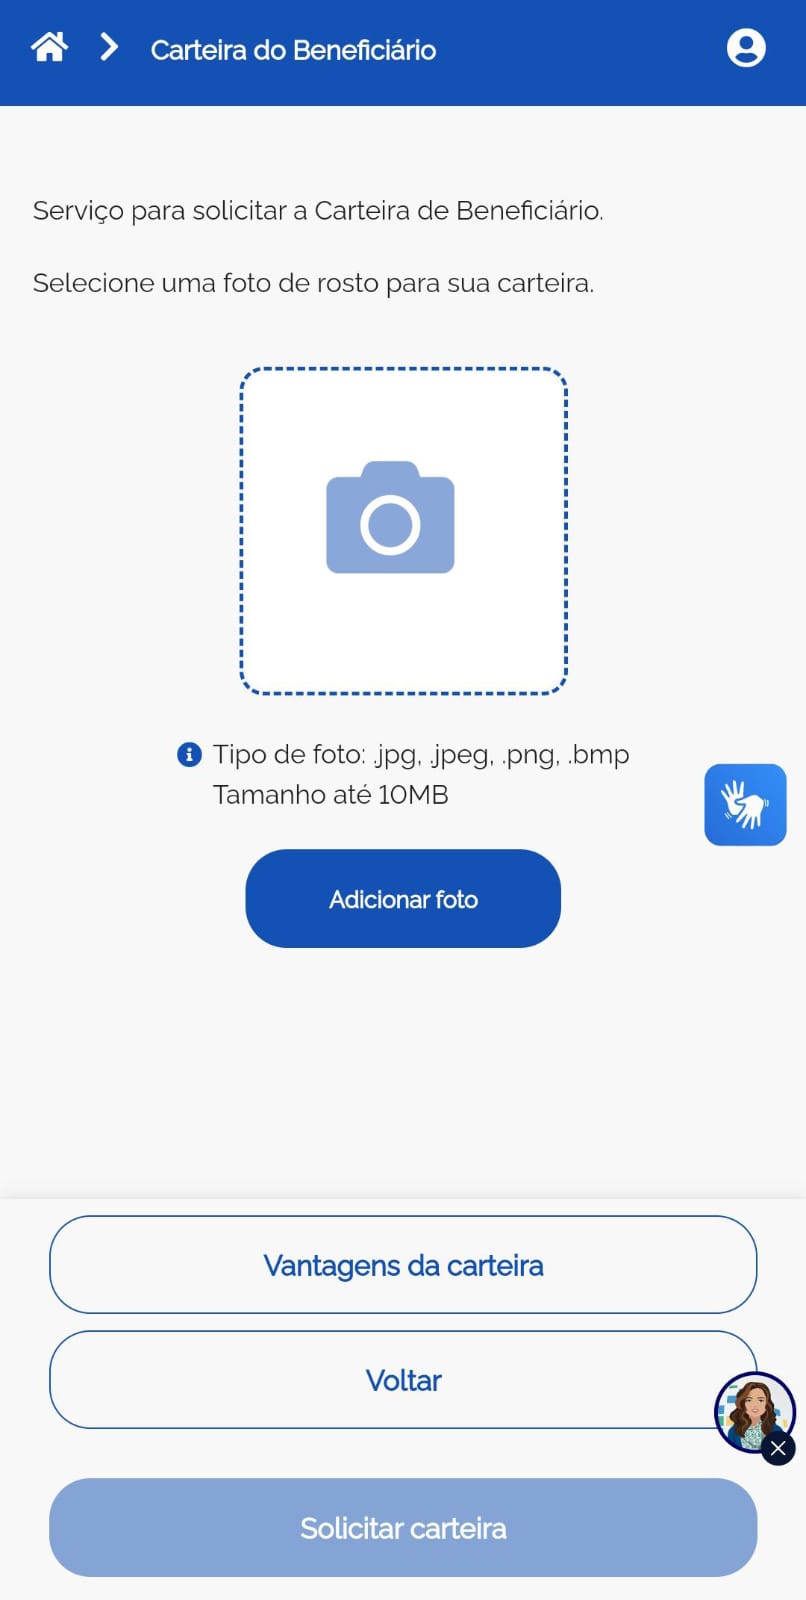 Carteira do Beneficiário
Serviço para solicitar a Carteira de Beneficiário.
Selecione uma foto de rosto para sua carteira.
Tipo de foto: .jpg, .jpeg, .png, .bmp
Tamanho até 10MB
Adicionar foto
Vantagens da carteira
Voltar
Solicitar carteira